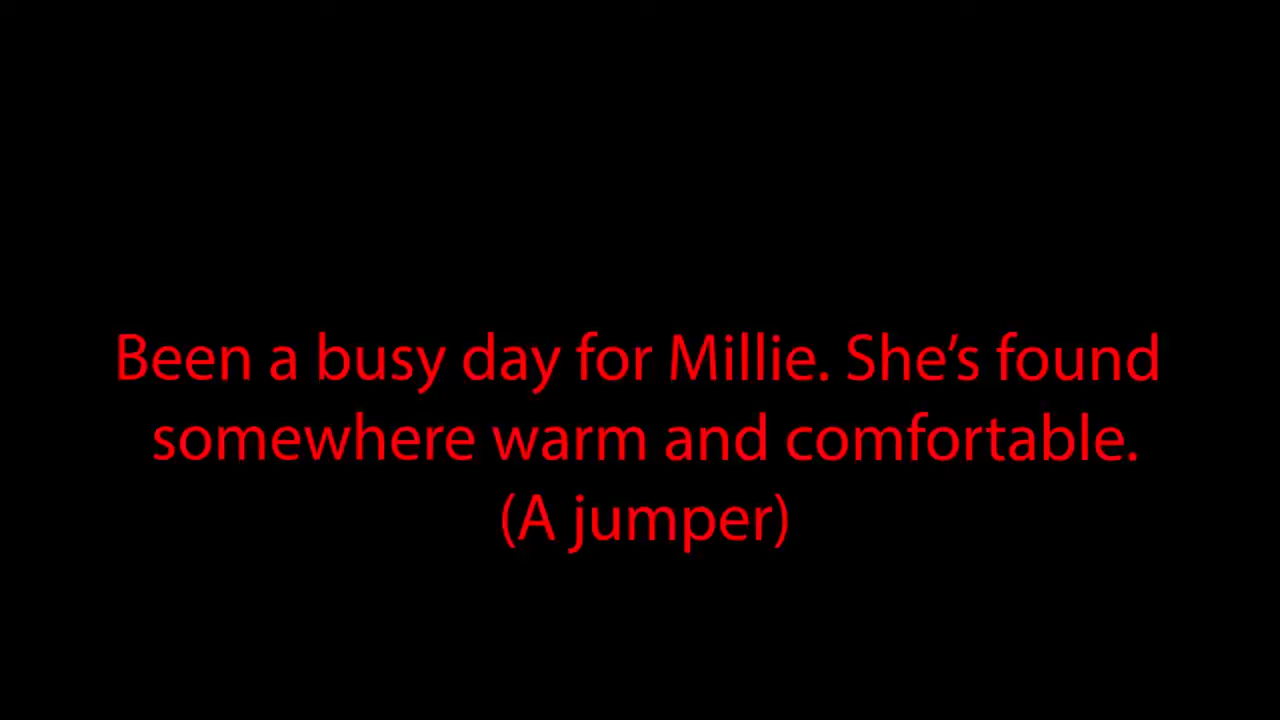 Been a busy day for Millie. She’s found
somewhere warm and comfortable.
(A jumper)